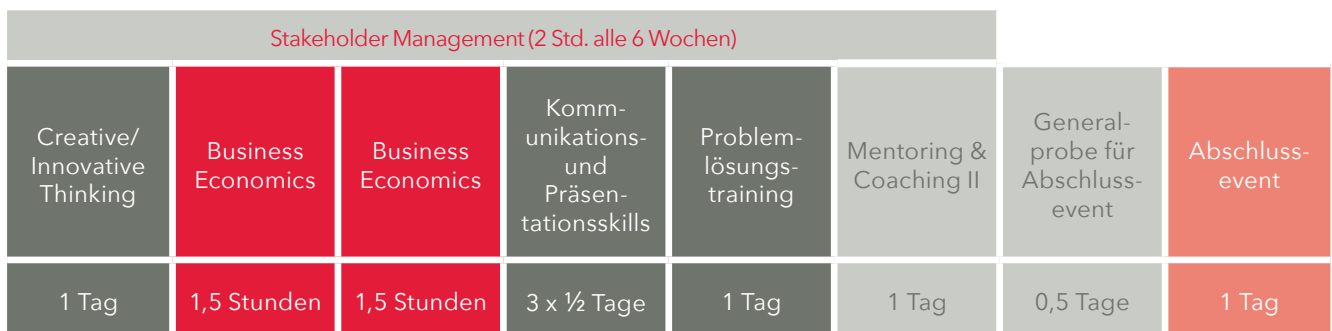 Stakeholder Management (2 Std. alle 6 Wochen)
Creative/
Innovative
Thinking
Business
Economics
Business
Economics
Komm-
unikations-
und
Präsen-
tationsskills
Problem-
lösungs-
training
Mentoring &
Coaching II
General-
probe für
Abschluss-
event
Abschluss-
event
1 Tag
1,5 Stunden
1,5 Stunden
3 x ½ Tage
1 Tag
1 Tag
0,5 Tage
1 Tag